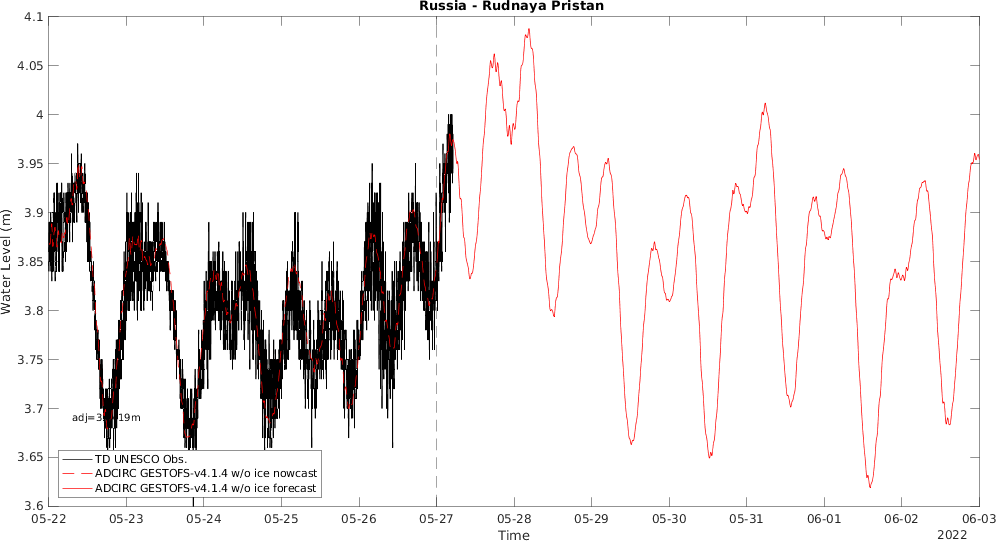 Russia - Rudnaya Pristan
4.1
4.05
4
3.95
3.9
3.85
3.8
3.75
3.7
3.65
3.6
Water Level (m)
TD UNESCO Obs.
ADCIRC GESTOFS-v4.1.4 w/o ice nowcast
ADCIRC GESTOFS-v4.1.4 w/o ice forecast
05-22 05-23 05-24 05-25 05-26 05-27 05-28 05-29 05-30 05-31 06-01 06-02 06-03
Time
2022